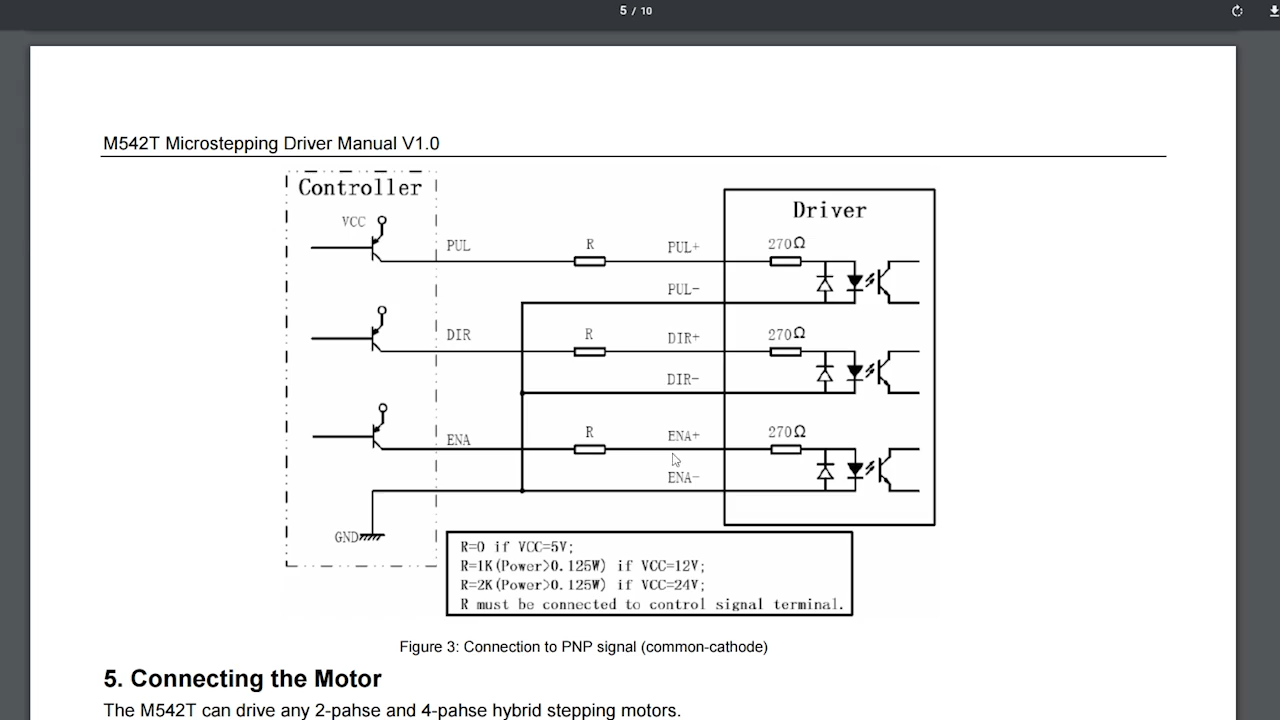 5 / 10
M542T Microstepping Driver Manual V1.0
Controller
Driver
VCC
PUL
R
PUL+
270Ω
PUL-
DIR
R
DIR+
270Ω
DIR-
ENA
R
ENA+
270Ω
ENA-
GND
R=0 if VCC=5V;
R=1K(Power>0.125W) if VCC=12V;
R=2K(Power>0.125W) if VCC=24V;
R must be connected to control signal terminal.
Figure 3: Connection to PNP signal (common-cathode)
5. Connecting the Motor
The M542T can drive any 2-pahse and 4-pahse hybrid stepping motors.